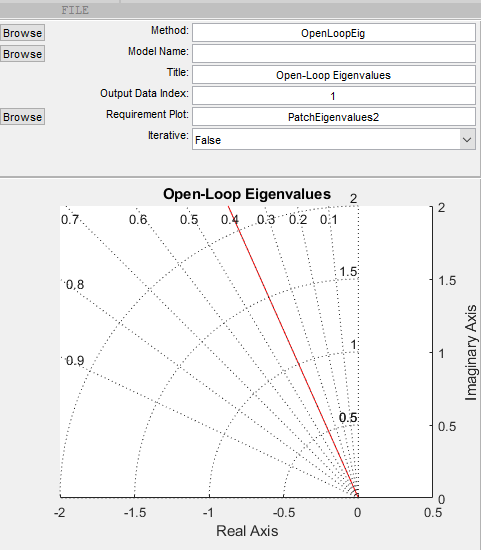 FILE
Browse Method: OpenLoopEig
Browse Model Name:
Title: Open-Loop Eigenvalues
Output Data Index: 1
Browse Requirement Plot: PatchEigenvalues2
Iterative: False
Open-Loop Eigenvalues
2 2
0.7 0.6 0.5 0.4 0.3 0.2 0.1
0.8 1.5 1.5
0.9 1 1
0.5 0.5
0
-2 -1.5 -1 -0.5 0 0.5
Real Axis
Imaginary Axis